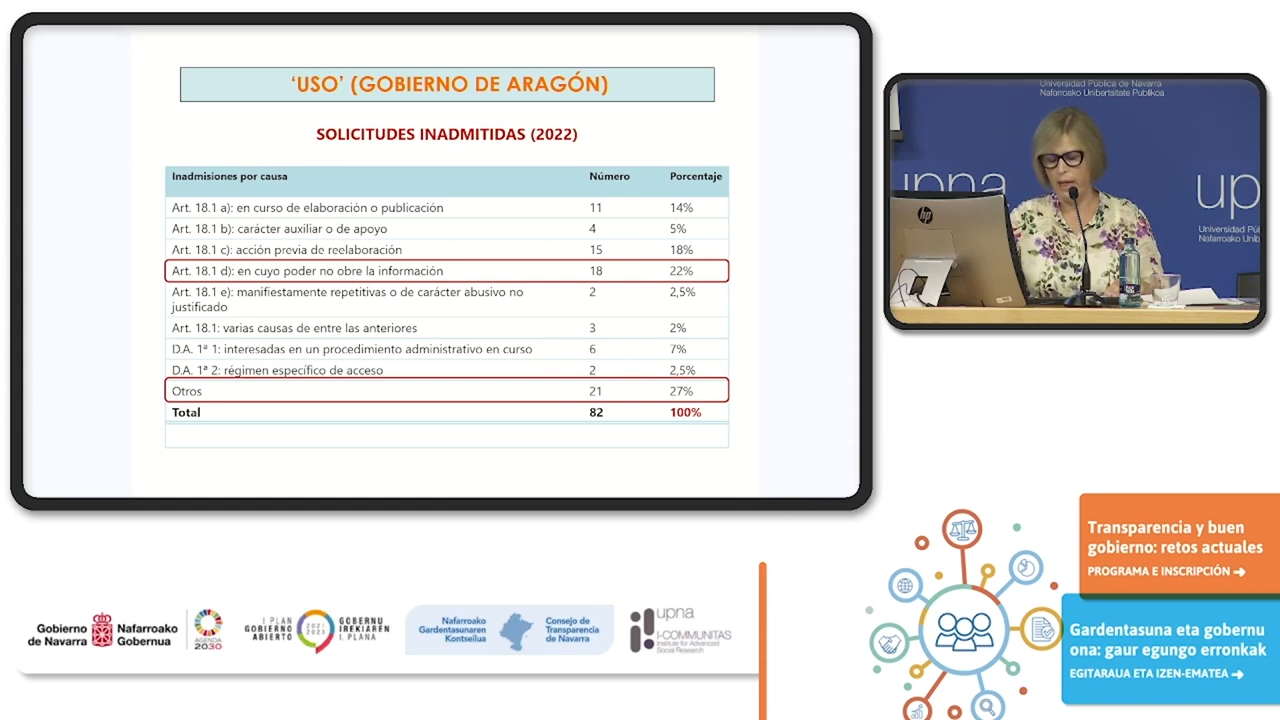 ‘USO’ (GOBIERNO DE ARAGÓN)
SOLICITUDES INADMITIDAS (2022)
Inadmisiones por causa Número Porcentaje
Art. 18.1 a): en curso de elaboración o publicación 11 14%
Art. 18.1 b): carácter auxiliar o de apoyo 4 5%
Art. 18.1 c): acción previa de reelaboración 15 18%
Art. 18.1 d): en cuyo poder no obre la información 18 22%
Art. 18.1 e): manifiestamente repetitivas o de carácter abusivo no 2 2,5%
justificado
Art. 18.1: varias causas de entre las anteriores 3 2%
D.A. 1ª 1: interesadas en un procedimiento administrativo en curso 6 7%
D.A. 1ª 2: régimen específico de acceso 2 2,5%
Otros 21 27%
Total 82 100%
Universidad Pública de Navarra
Nafarroako Unibertsitate Publikoa
upna
up
Universidad Púb
Nafarroako Unib
hp
Transparencia y buen
gobierno: retos actuales
PROGRAMA E INSCRIPCIÓN
Gardentasuna eta gobernu
ona: gaur egungo erronkak
EGITARAUA ETA IZEN-EMATEA
Gobierno
de Navarra
Nafarroako
Gobernua
AGENDA
2030
I PLAN
GOBIERNO
ABIERTO
2021
2023
GOBERNU
IREKIAREN
I. PLANA
Nafarroako
Gardentasunaren
Kontseilua
Consejo de
Transparencia
de Navarra
upna
I-COMMUNITAS
Institute for Advanced
Social Research